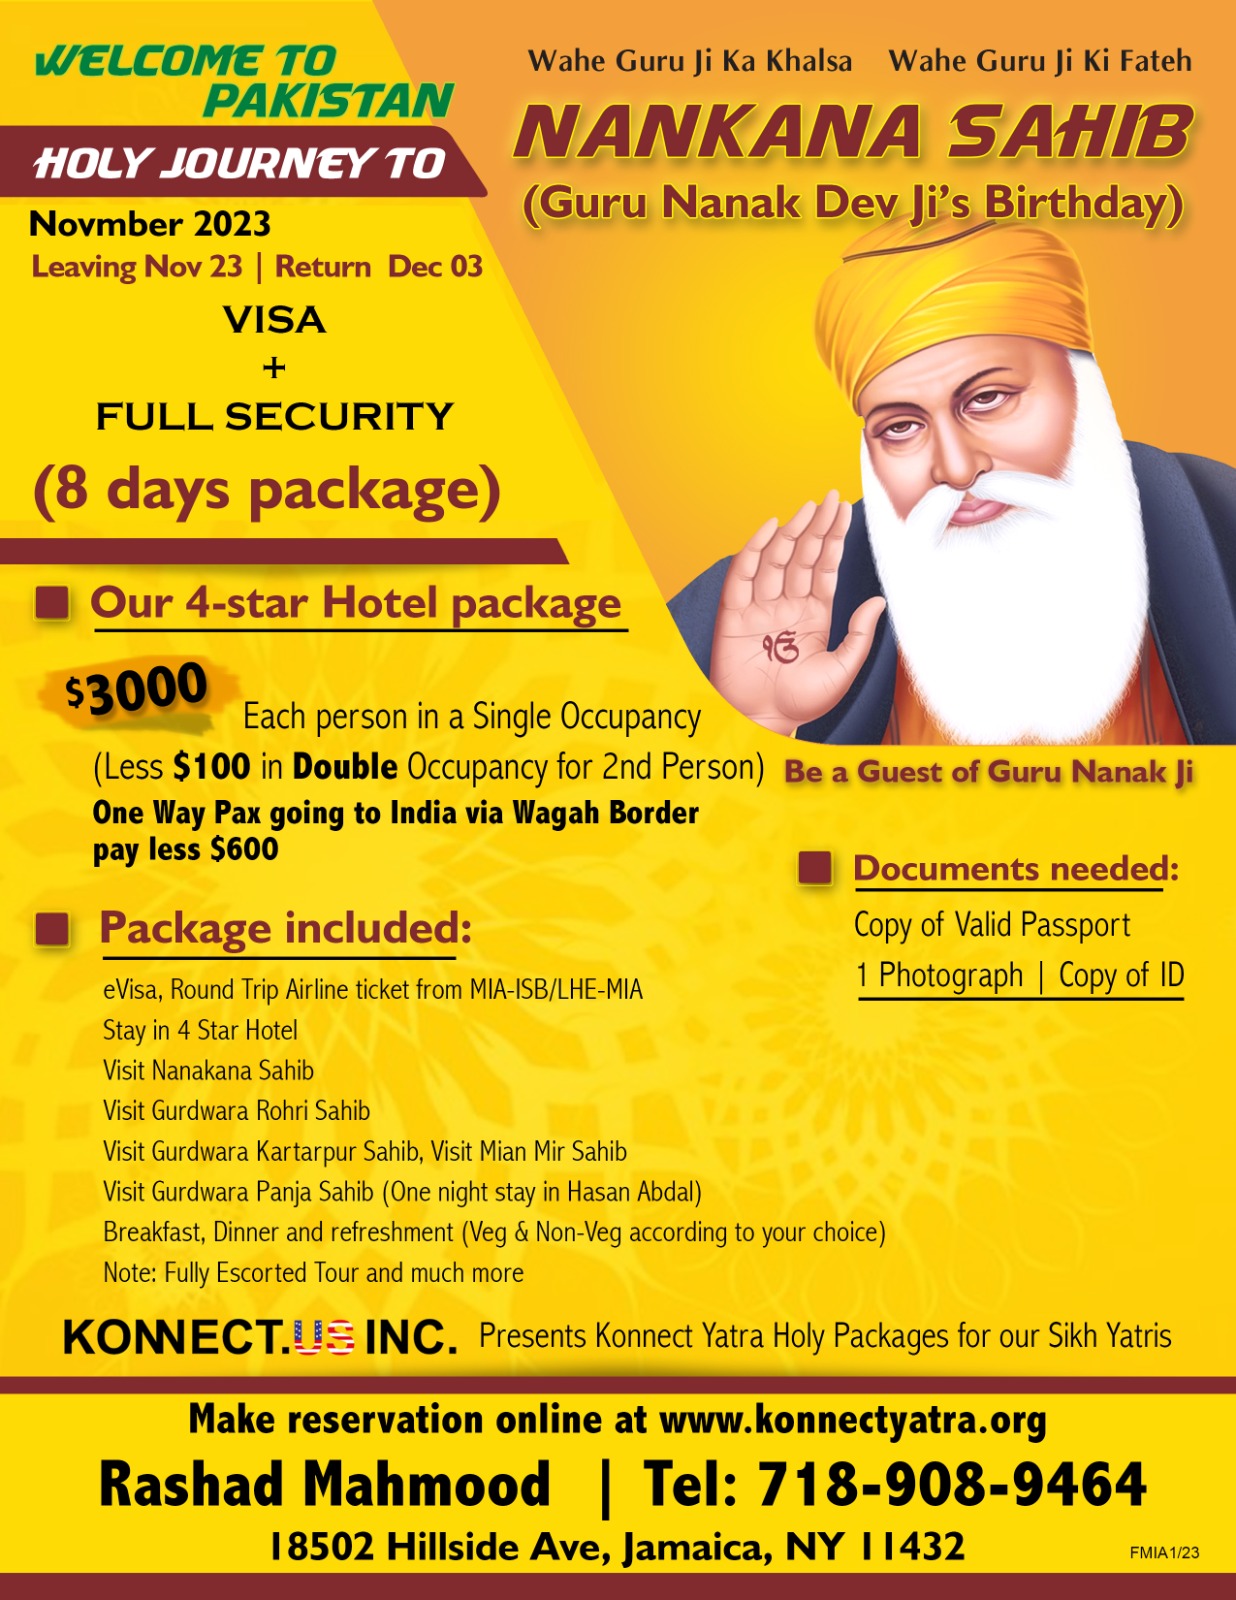 WELCOME TO
PAKISTAN
HOLY JOURNEY TO
Wahe Guru Ji Ka Khalsa Wahe Guru Ji Ki Fateh
NANKANA SAHIB
(Guru Nanak Dev Ji's Birthday)
Novmber 2023
Leaving Nov 23 | Return Dec 03
VISA
+
FULL SECURITY
(8 days package)
ੴ
Our 4-star Hotel package
$3000
Each person in a Single Occupancy
(Less $100 in Double Occupancy for 2nd Person)
One Way Pax going to India via Wagah Border
pay less $600
Be a Guest of Guru Nanak Ji
Documents needed:
Copy of Valid Passport
1 Photograph | Copy of ID
Package included:
eVisa, Round Trip Airline ticket from MIA-ISB/LHE-MIA
Stay in 4 Star Hotel
Visit Nanakana Sahib
Visit Gurdwara Rohri Sahib
Visit Gurdwara Kartarpur Sahib, Visit Mian Mir Sahib
Visit Gurdwara Panja Sahib (One night stay in Hasan Abdal)
Breakfast, Dinner and refreshment (Veg & Non-Veg according to your choice)
Note: Fully Escorted Tour and much more
KONNECT.US INC. Presents Konnect Yatra Holy Packages for our Sikh Yatris
Make reservation online at www.konnectyatra.org
Rashad Mahmood | Tel: 718-908-9464
18502 Hillside Ave, Jamaica, NY 11432
FMIA1/23